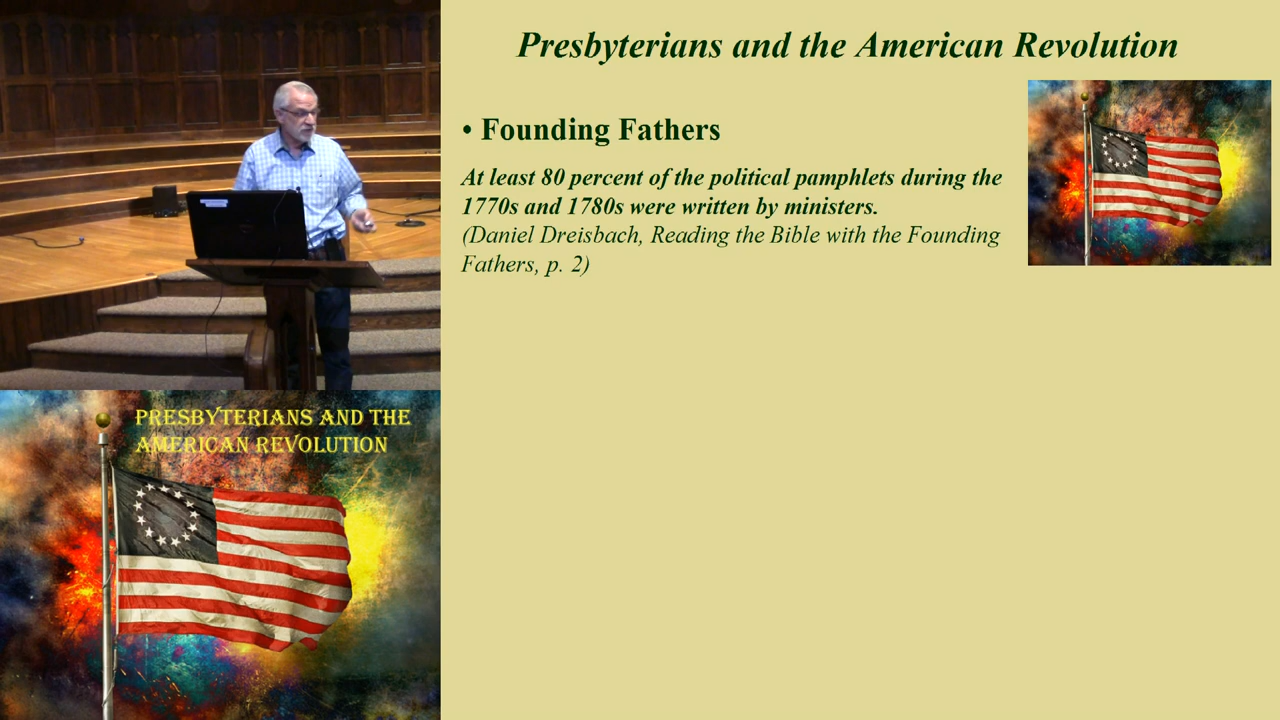 Presbyterians and the American Revolution
• Founding Fathers
At least 80 percent of the political pamphlets during the
1770s and 1780s were written by ministers.
(Daniel Dreisbach, Reading the Bible with the Founding
Fathers, p. 2)
PRESBYTERIANS AND THE
AMERICAN REVOLUTION